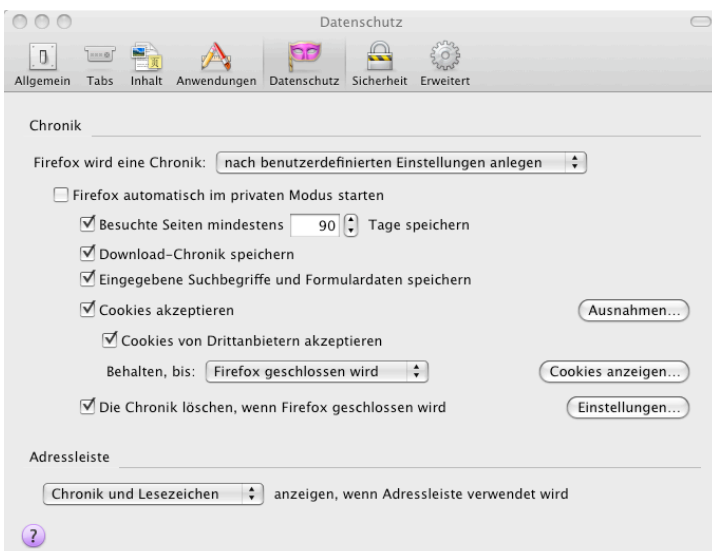 Datenschutz
Allgemein Tabs Inhalt Anwendungen Datenschutz Sicherheit Erweitert
Chronik
Firefox wird eine Chronik: nach benutzerdefinierten Einstellungen anlegen
Firefox automatisch im privaten Modus starten
Besuchte Seiten mindestens 90 Tage speichern
Download-Chronik speichern
Eingegebene Suchbegriffe und Formulardaten speichern
Cookies akzeptieren Ausnahmen...
Cookies von Drittanbietern akzeptieren
Behalten, bis: Firefox geschlossen wird Cookies anzeigen...
Die Chronik löschen, wenn Firefox geschlossen wird Einstellungen...
Adressleiste
Chronik und Lesezeichen anzeigen, wenn Adressleiste verwendet wird
?